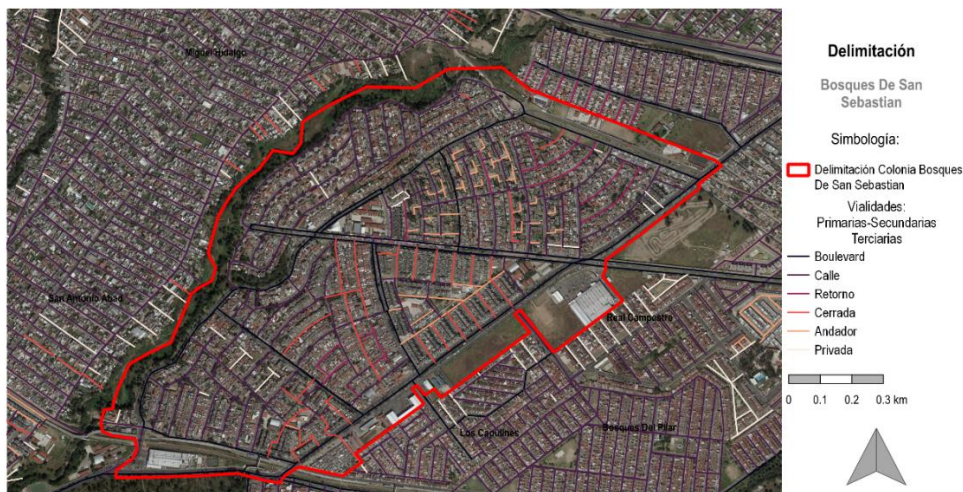 Miguel Hidalgo
San Antonio Abad
Real Campestre
Los Capulines
Bosques Del Pilar
Delimitación
Bosques De San
Sebastian
Simbología:
Delimitación Colonia Bosques
De San Sebastian
Vialidades:
Primarias-Secundarias
Terciarias
Boulevard
Calle
Retorno
Cerrada
Andador
Privada
0 0.1 0.2 0.3 km